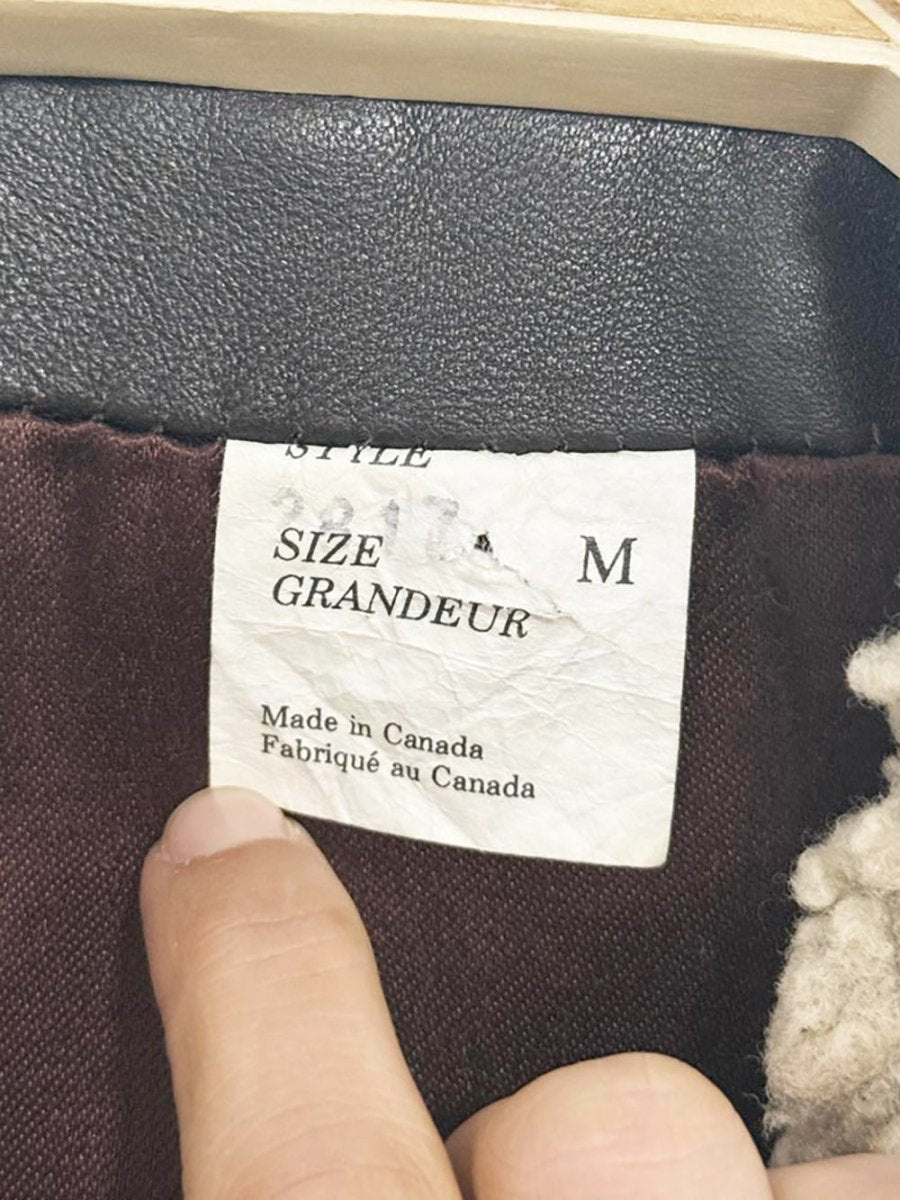 STYLE
SIZE M
GRANDEUR
Made in Canada
Fabriqué au Canada